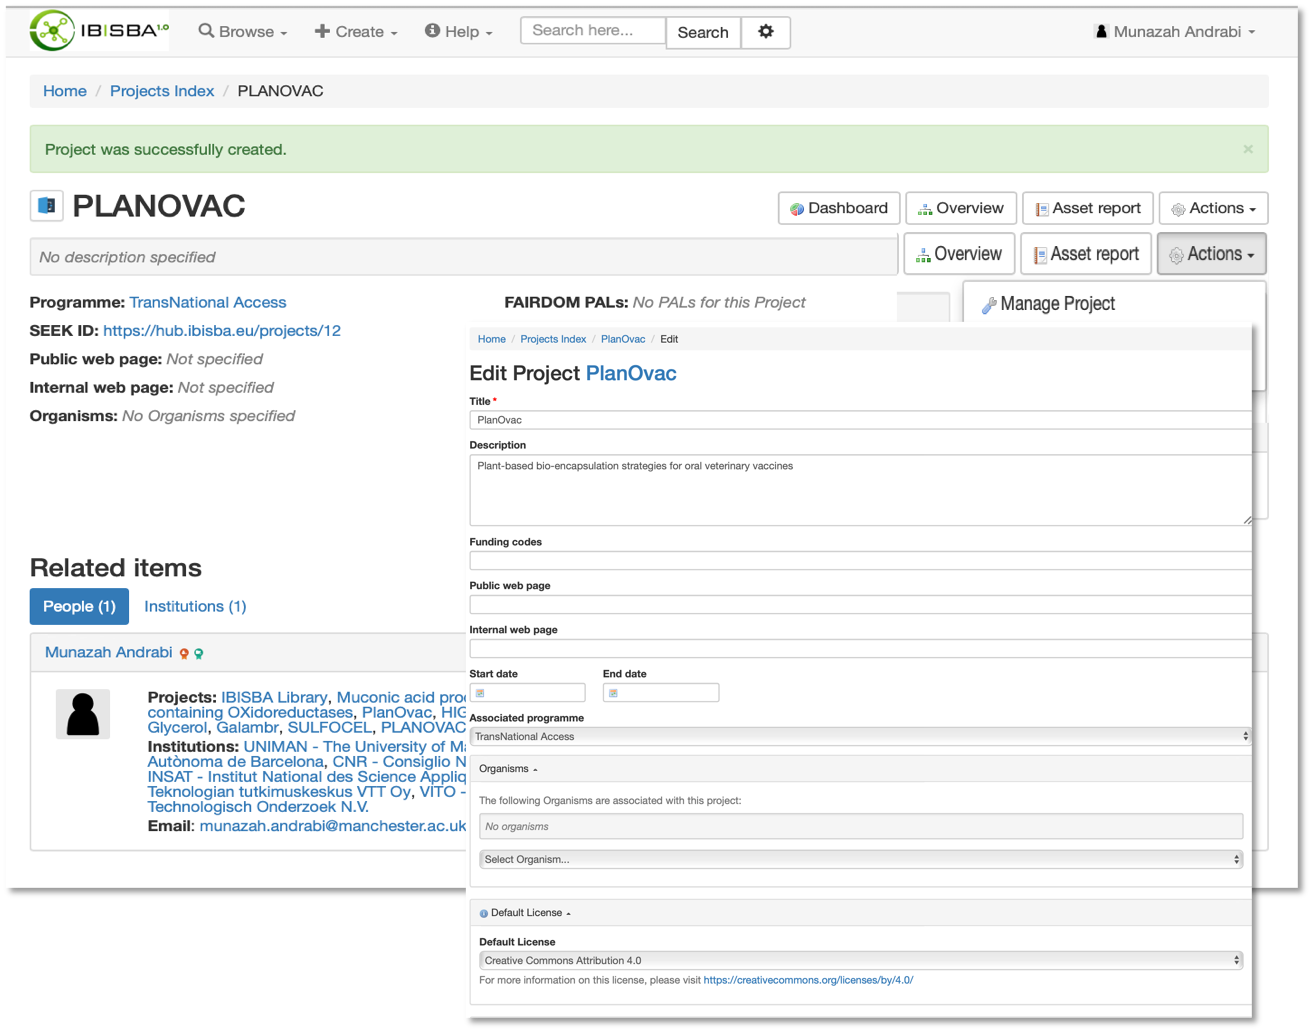 IBISBA 1.0
Browse
Create
Help
Search here...
Search
Munazah Andrabi
Home / Projects Index / PLANOVAC
Project was successfully created.
×
PLANOVAC
Dashboard
Overview
Asset report
Actions
No description specified
Overview
Asset report
Actions
Manage Project
Programme: TransNational Access
FAIRDOM PALs: No PALs for this Project
SEEK ID: https://hub.ibisba.eu/projects/12
Public web page: Not specified
Internal web page: Not specified
Organisms: No Organisms specified
Related items
People (1)
Institutions (1)
Munazah Andrabi
Projects: IBISBA Library, Muconic acid pro
containing OXidoreductases, PlanOvac, HIG
Glycerol, Galambr, SULFOCEL, PLANOVAC
Institutions: UNIMAN - The University of Ma
Autònoma de Barcelona, CNR - Consiglio N
INSAT - Institut National des Science Appliq
Teknologian tutkimuskeskus VTT Oy, VITO -
Technologisch Onderzoek N.V.
Email: munazah.andrabi@manchester.ac.uk
Home / Projects Index / PlanOvac / Edit
Edit Project PlanOvac
Title *
PlanOvac
Description
Plant-based bio-encapsulation strategies for oral veterinary vaccines
Funding codes
Public web page
Internal web page
Start date
End date
Associated programme
TransNational Access
Organisms
The following Organisms are associated with this project:
No organisms
Select Organism...
Default License
Default License
Creative Commons Attribution 4.0
For more information on this license, please visit https://creativecommons.org/licenses/by/4.0/